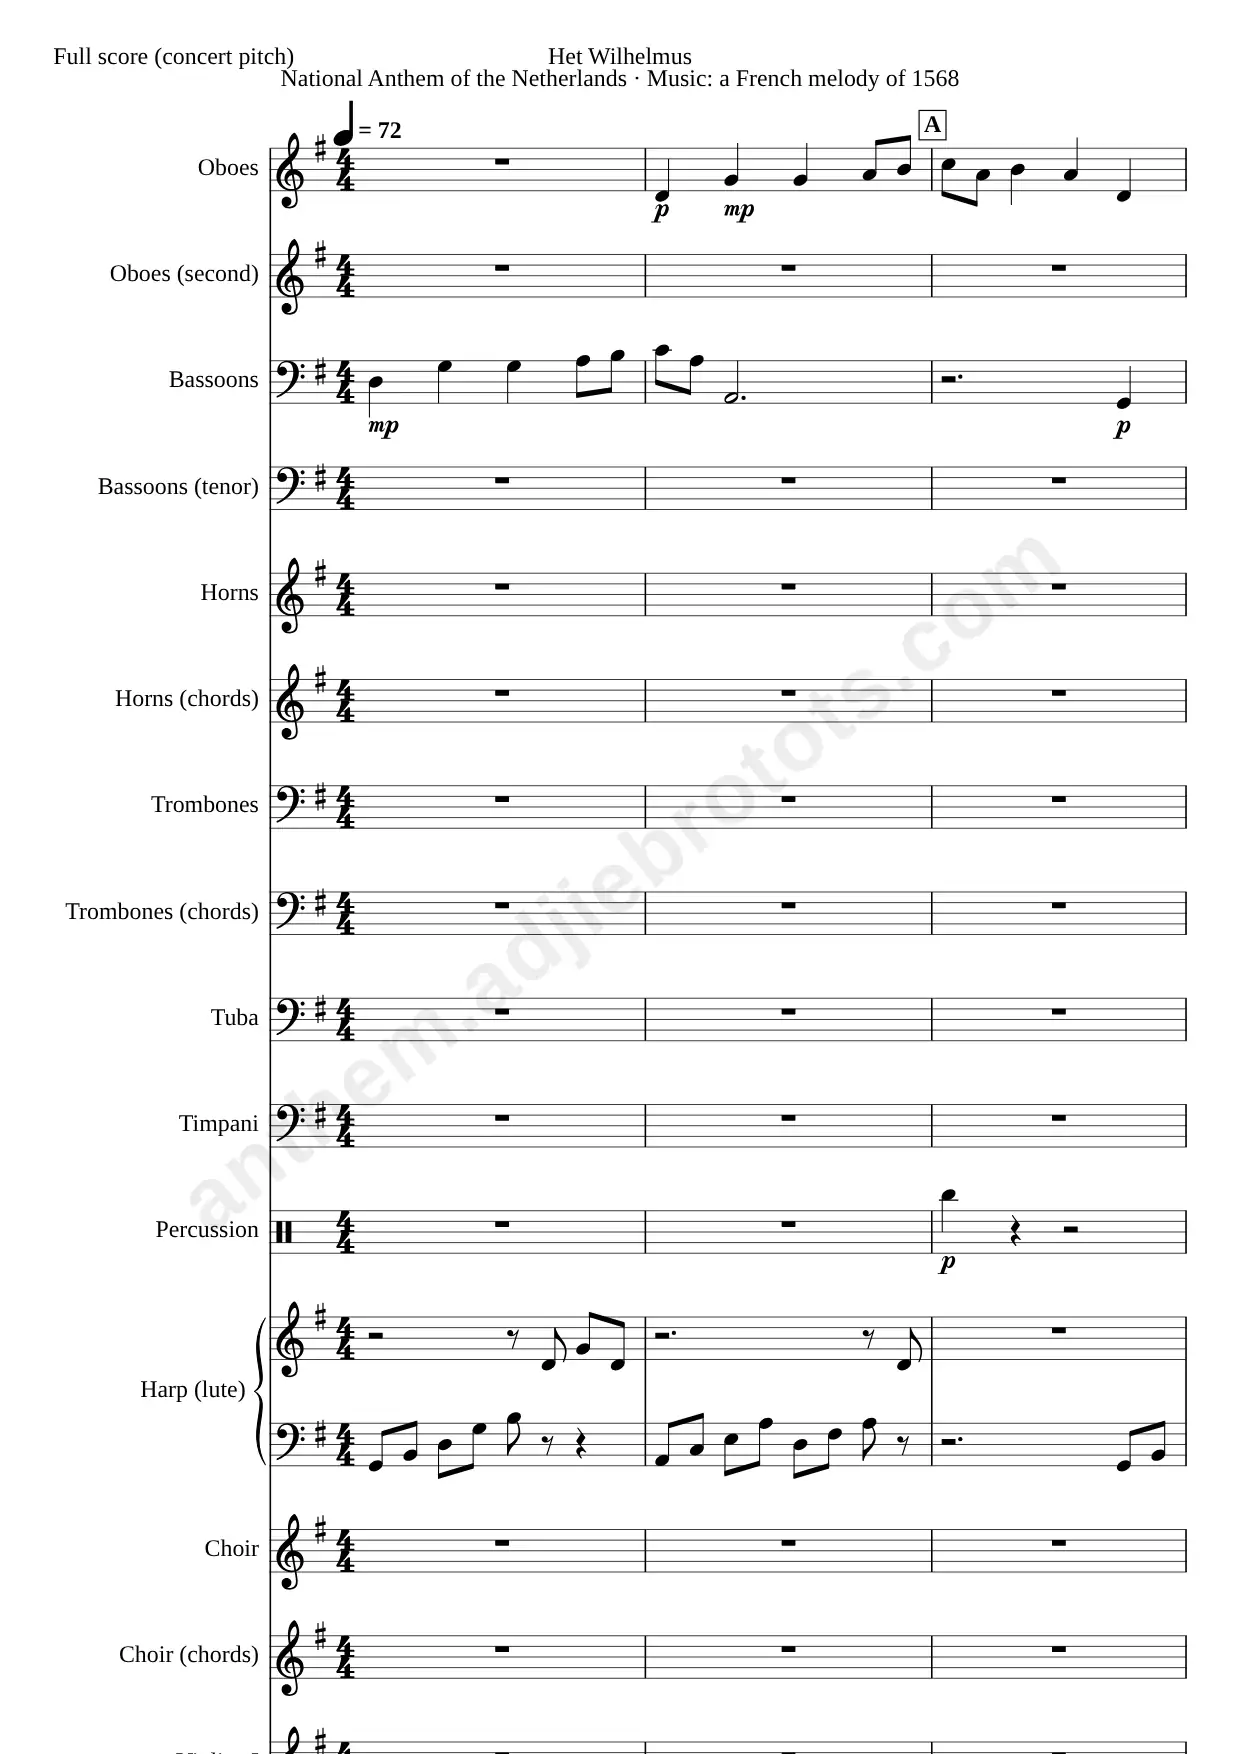 Full score (concert pitch)
Het Wilhelmus
National Anthem of the Netherlands · Music: a French melody of 1568
= 72
A
Oboes
p mp
Oboes (second)
Bassoons
mp p
Bassoons (tenor)
Horns
Horns (chords)
Trombones
Trombones (chords)
Tuba
Timpani
Percussion
p
Harp (lute)
Choir
Choir (chords)
anthem.adjiebrotots.com